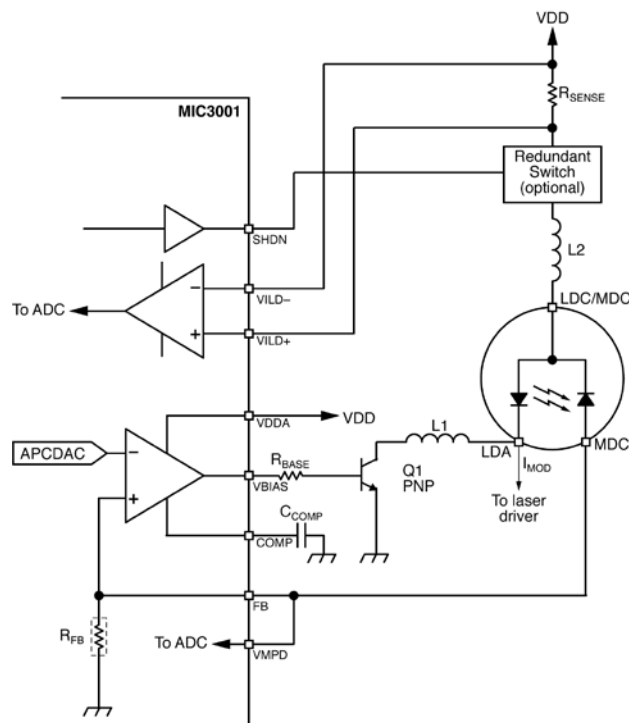 VDD
MIC3001
RSENSE
Redundant
Switch
(optional)
SHDN
L2
VILD–
To ADC
LDC/MDC
VILD+
VDDA
VDD
APCDAC
RBASE
L1
LDA
MDC
VBIAS
Q1
PNP
IMOD
To laser
driver
CCOMP
COMP
FB
RFB
To ADC
VMPD
–
+
–
+